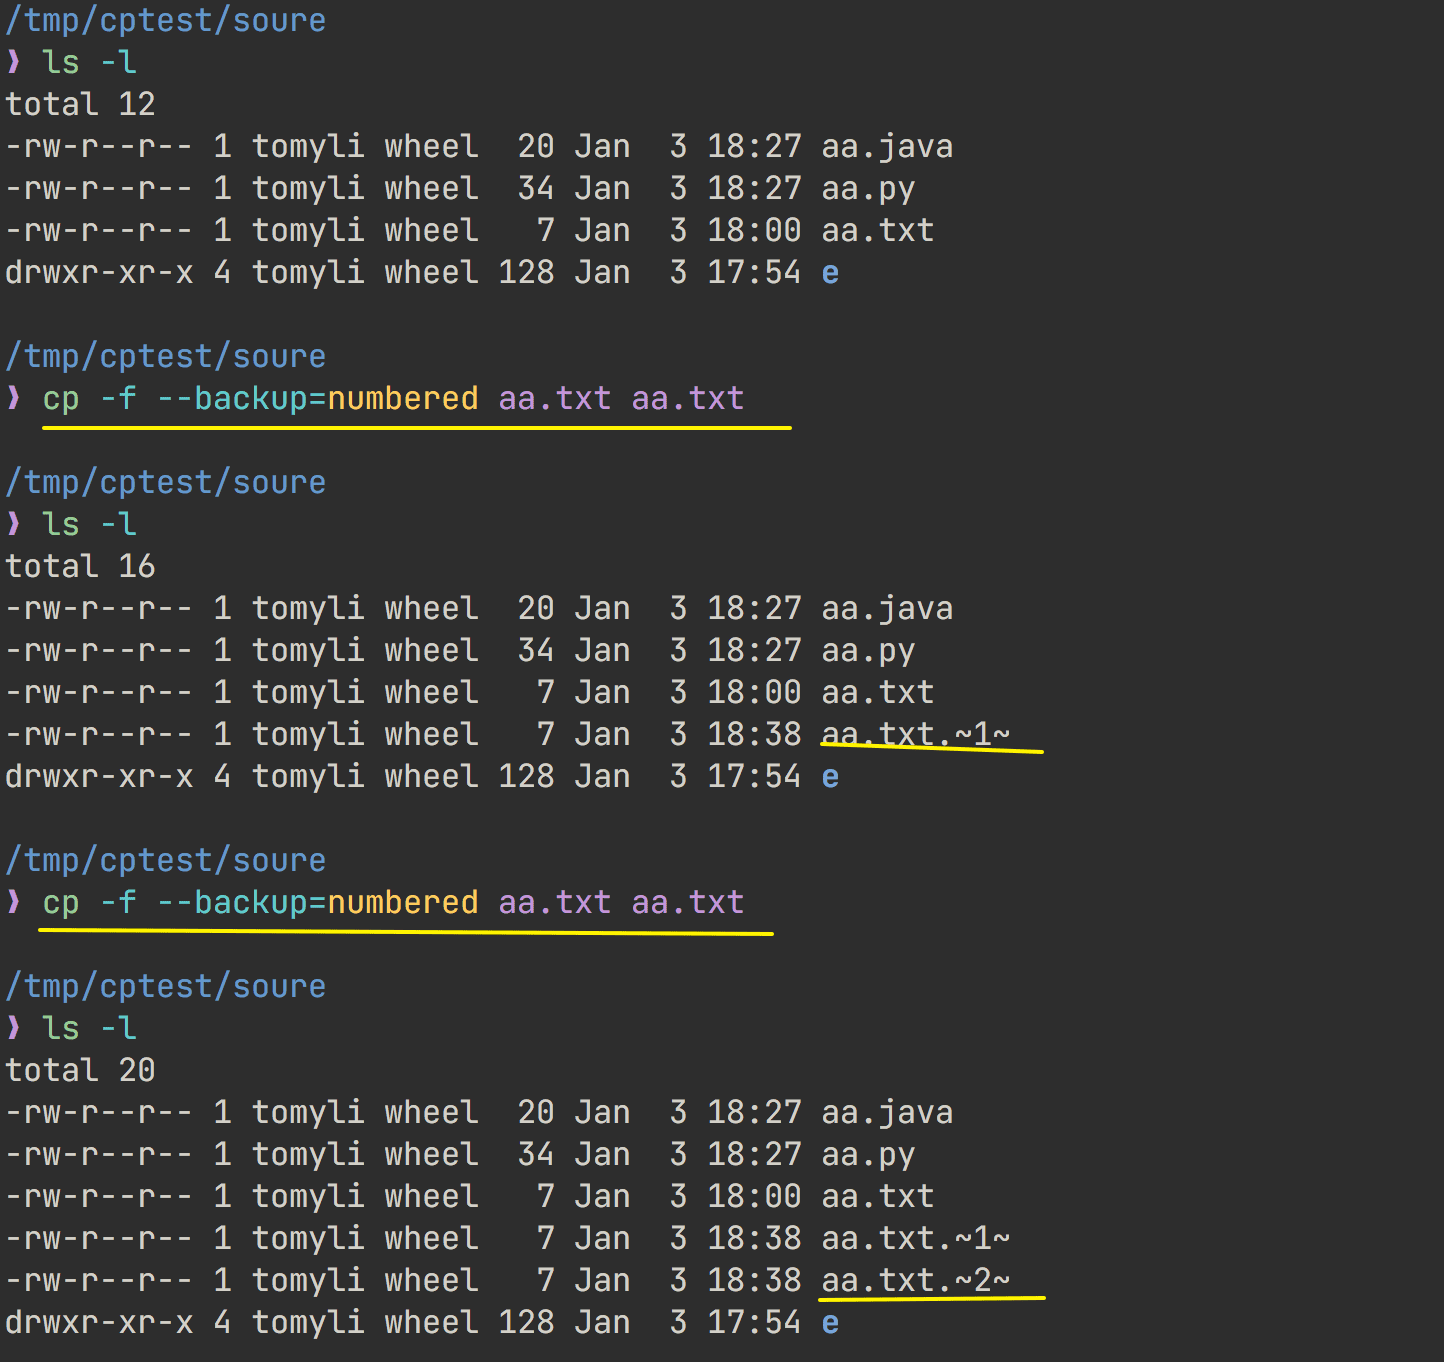 /tmp/cptest/soure
❯ ls -l
total 12
-rw-r--r-- 1 tomyli wheel  20 Jan  3 18:27 aa.java
-rw-r--r-- 1 tomyli wheel  34 Jan  3 18:27 aa.py
-rw-r--r-- 1 tomyli wheel   7 Jan  3 18:00 aa.txt
drwxr-xr-x 4 tomyli wheel 128 Jan  3 17:54 e
/tmp/cptest/soure
❯ cp -f --backup=numbered aa.txt aa.txt
/tmp/cptest/soure
❯ ls -l
total 16
-rw-r--r-- 1 tomyli wheel  20 Jan  3 18:27 aa.java
-rw-r--r-- 1 tomyli wheel  34 Jan  3 18:27 aa.py
-rw-r--r-- 1 tomyli wheel   7 Jan  3 18:00 aa.txt
-rw-r--r-- 1 tomyli wheel   7 Jan  3 18:38 aa.txt.~1~
drwxr-xr-x 4 tomyli wheel 128 Jan  3 17:54 e
/tmp/cptest/soure
❯ cp -f --backup=numbered aa.txt aa.txt
/tmp/cptest/soure
❯ ls -l
total 20
-rw-r--r-- 1 tomyli wheel  20 Jan  3 18:27 aa.java
-rw-r--r-- 1 tomyli wheel  34 Jan  3 18:27 aa.py
-rw-r--r-- 1 tomyli wheel   7 Jan  3 18:00 aa.txt
-rw-r--r-- 1 tomyli wheel   7 Jan  3 18:38 aa.txt.~1~
-rw-r--r-- 1 tomyli wheel   7 Jan  3 18:38 aa.txt.~2~
drwxr-xr-x 4 tomyli wheel 128 Jan  3 17:54 e